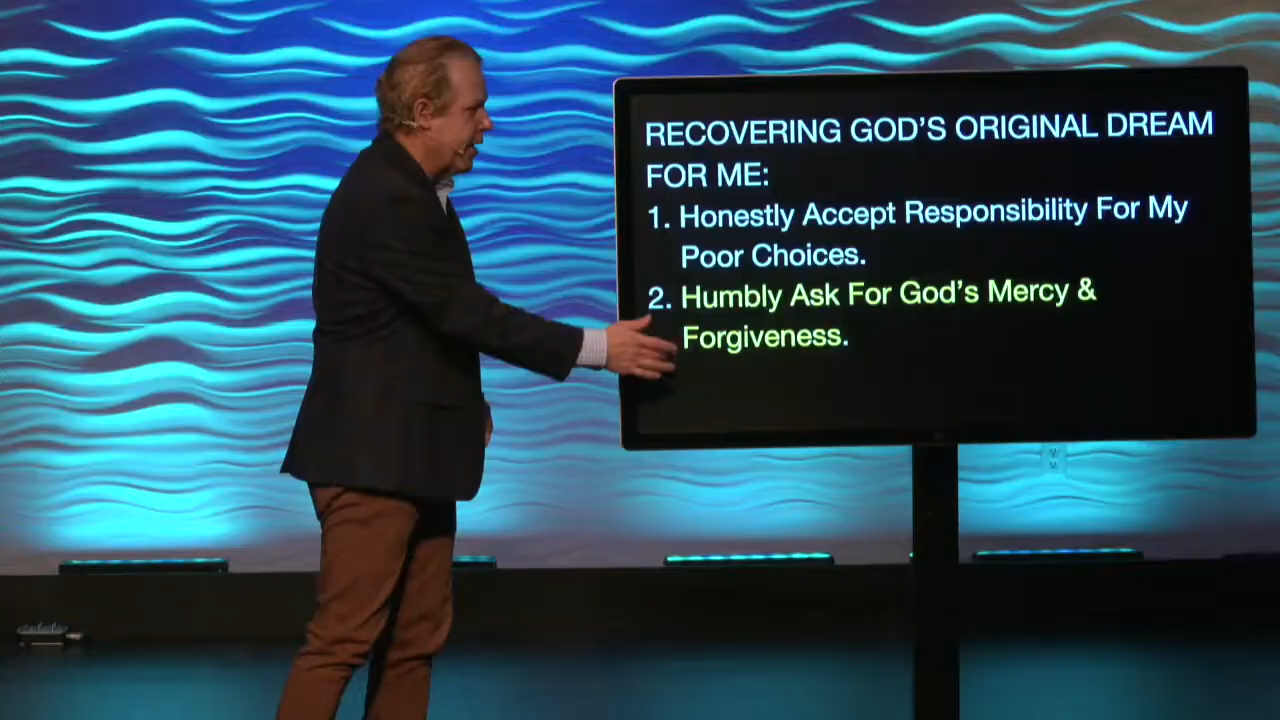 RECOVERING GOD'S ORIGINAL DREAM
FOR ME:
1. Honestly Accept Responsibility For My
Poor Choices.
2. Humbly Ask For God's Mercy &
Forgiveness.